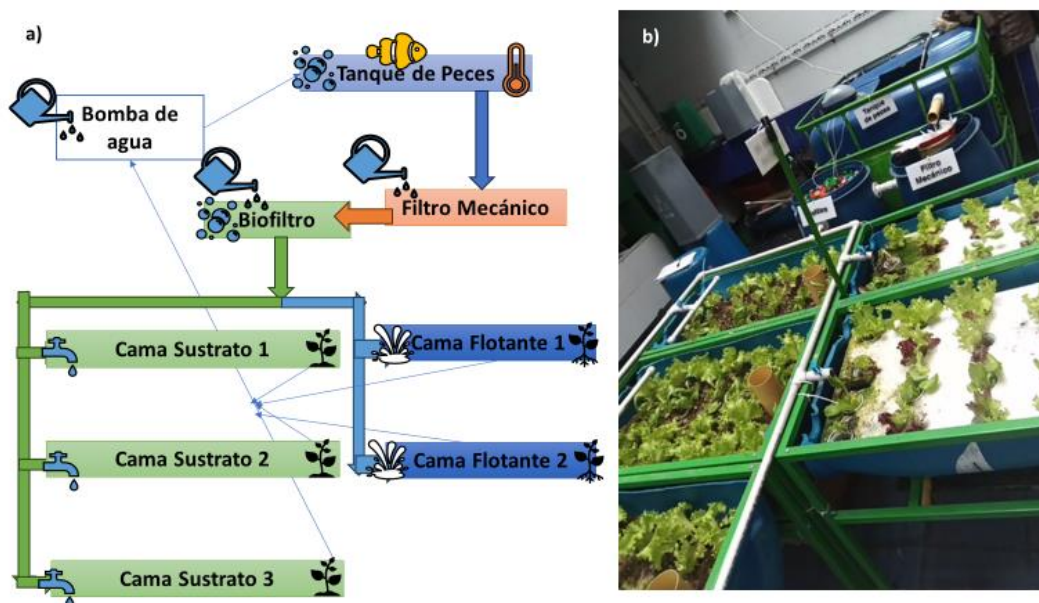 a)
Tanque de Peces
Bomba de
agua
Biofiltro
Filtro Mecánico
Cama Sustrato 1
Cama Flotante 1
Cama Sustrato 2
Cama Flotante 2
Cama Sustrato 3
b)
Tanque
de peces
Filtro
Mecánico